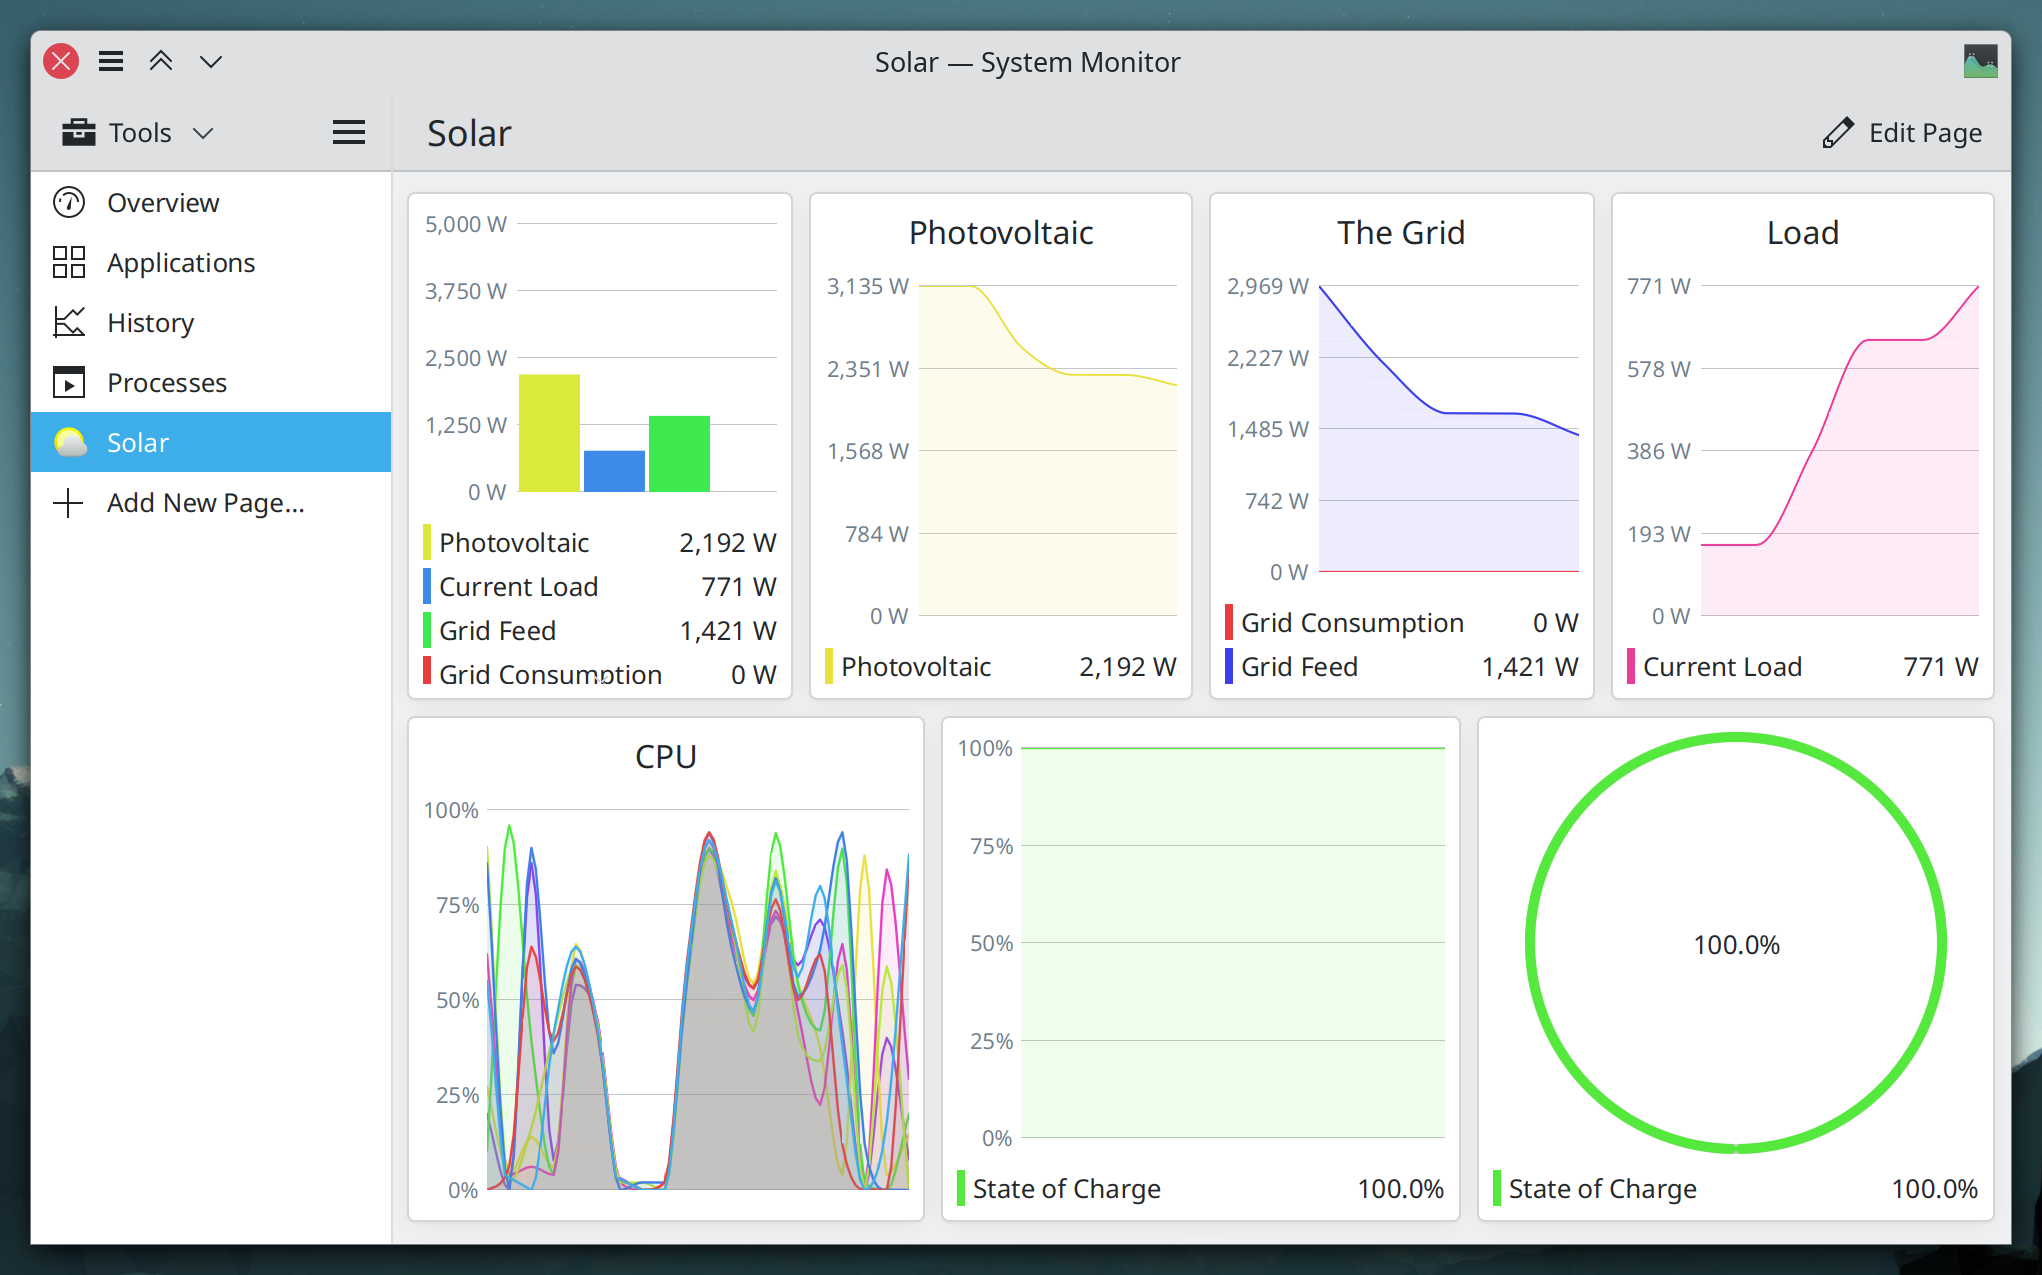 Solar — System Monitor
Tools
Solar
Edit Page
Overview
Applications
History
Processes
Solar
Add New Page...
5,000 W
3,750 W
2,500 W
1,250 W
0 W
Photovoltaic 2,192 W
Current Load 771 W
Grid Feed 1,421 W
Grid Consumption 0 W
Photovoltaic
3,135 W
2,351 W
1,568 W
784 W
0 W
Photovoltaic 2,192 W
The Grid
2,969 W
2,227 W
1,485 W
742 W
0 W
Grid Consumption 0 W
Grid Feed 1,421 W
Load
771 W
578 W
386 W
193 W
0 W
Current Load 771 W
CPU
100%
75%
50%
25%
0%
100%
75%
50%
25%
0%
State of Charge 100.0%
100.0%
State of Charge 100.0%